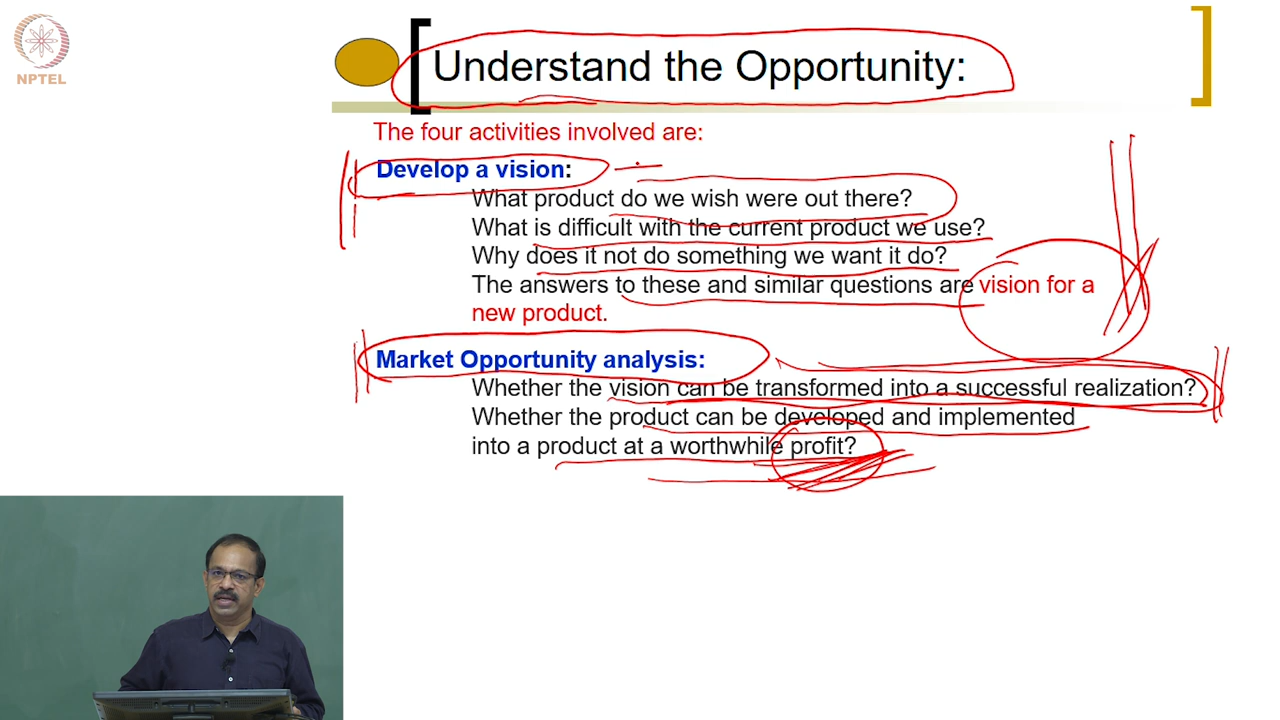 NPTEL
Understand the Opportunity:
The four activities involved are:
Develop a vision:
What product do we wish were out there?
What is difficult with the current product we use?
Why does it not do something we want it do?
The answers to these and similar questions are vision for a
new product.
Market Opportunity analysis:
Whether the vision can be transformed into a successful realization?
Whether the product can be developed and implemented
into a product at a worthwhile profit?